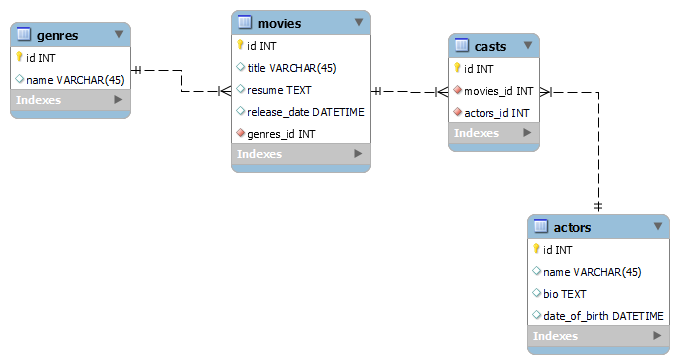 genres
id INT
name VARCHAR(45)
Indexes
movies
id INT
title VARCHAR(45)
resume TEXT
release_date DATETIME
genres_id INT
Indexes
casts
id INT
movies_id INT
actors_id INT
Indexes
actors
id INT
name VARCHAR(45)
bio TEXT
date_of_birth DATETIME
Indexes